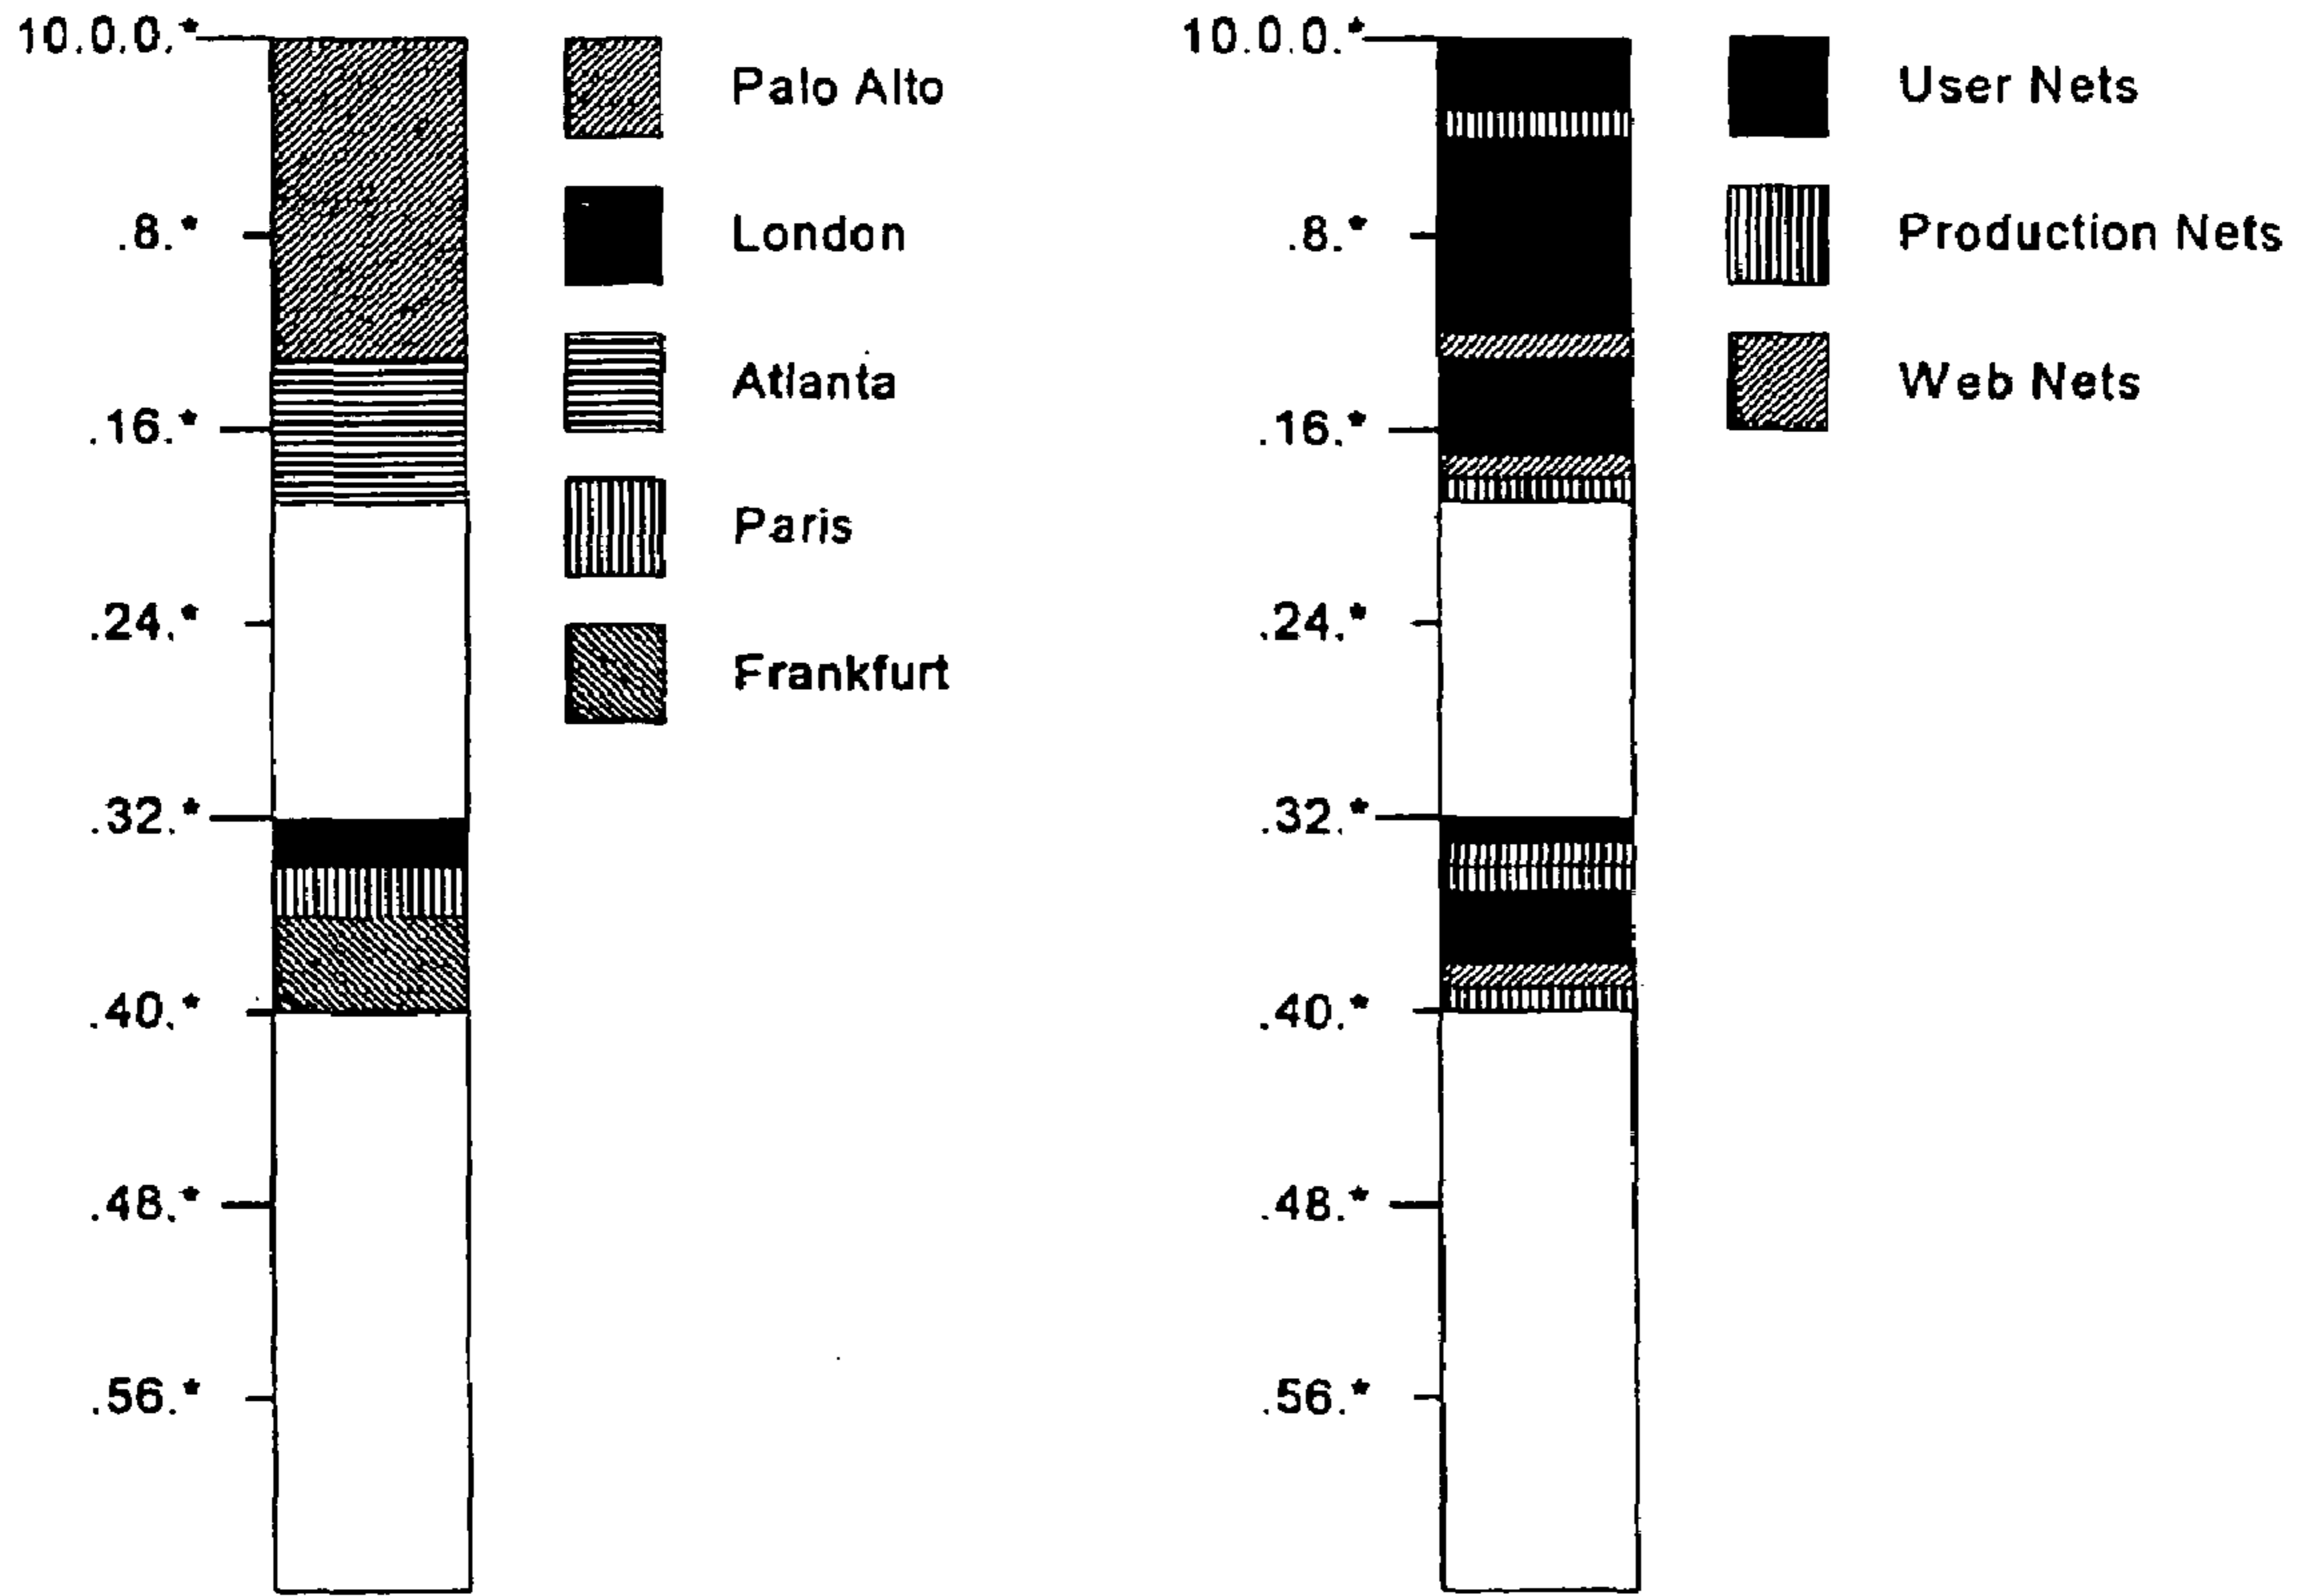 10.0.0.*
.8.*
.16.*
.24.*
.32.*
.40.*
.48.*
.56.*
Palo Alto
London
Atlanta
Paris
Frankfurt
10.0.0.*
.8.*
.16.*
.24.*
.32.*
.40.*
.48.*
.56.*
User Nets
Production Nets
Web Nets